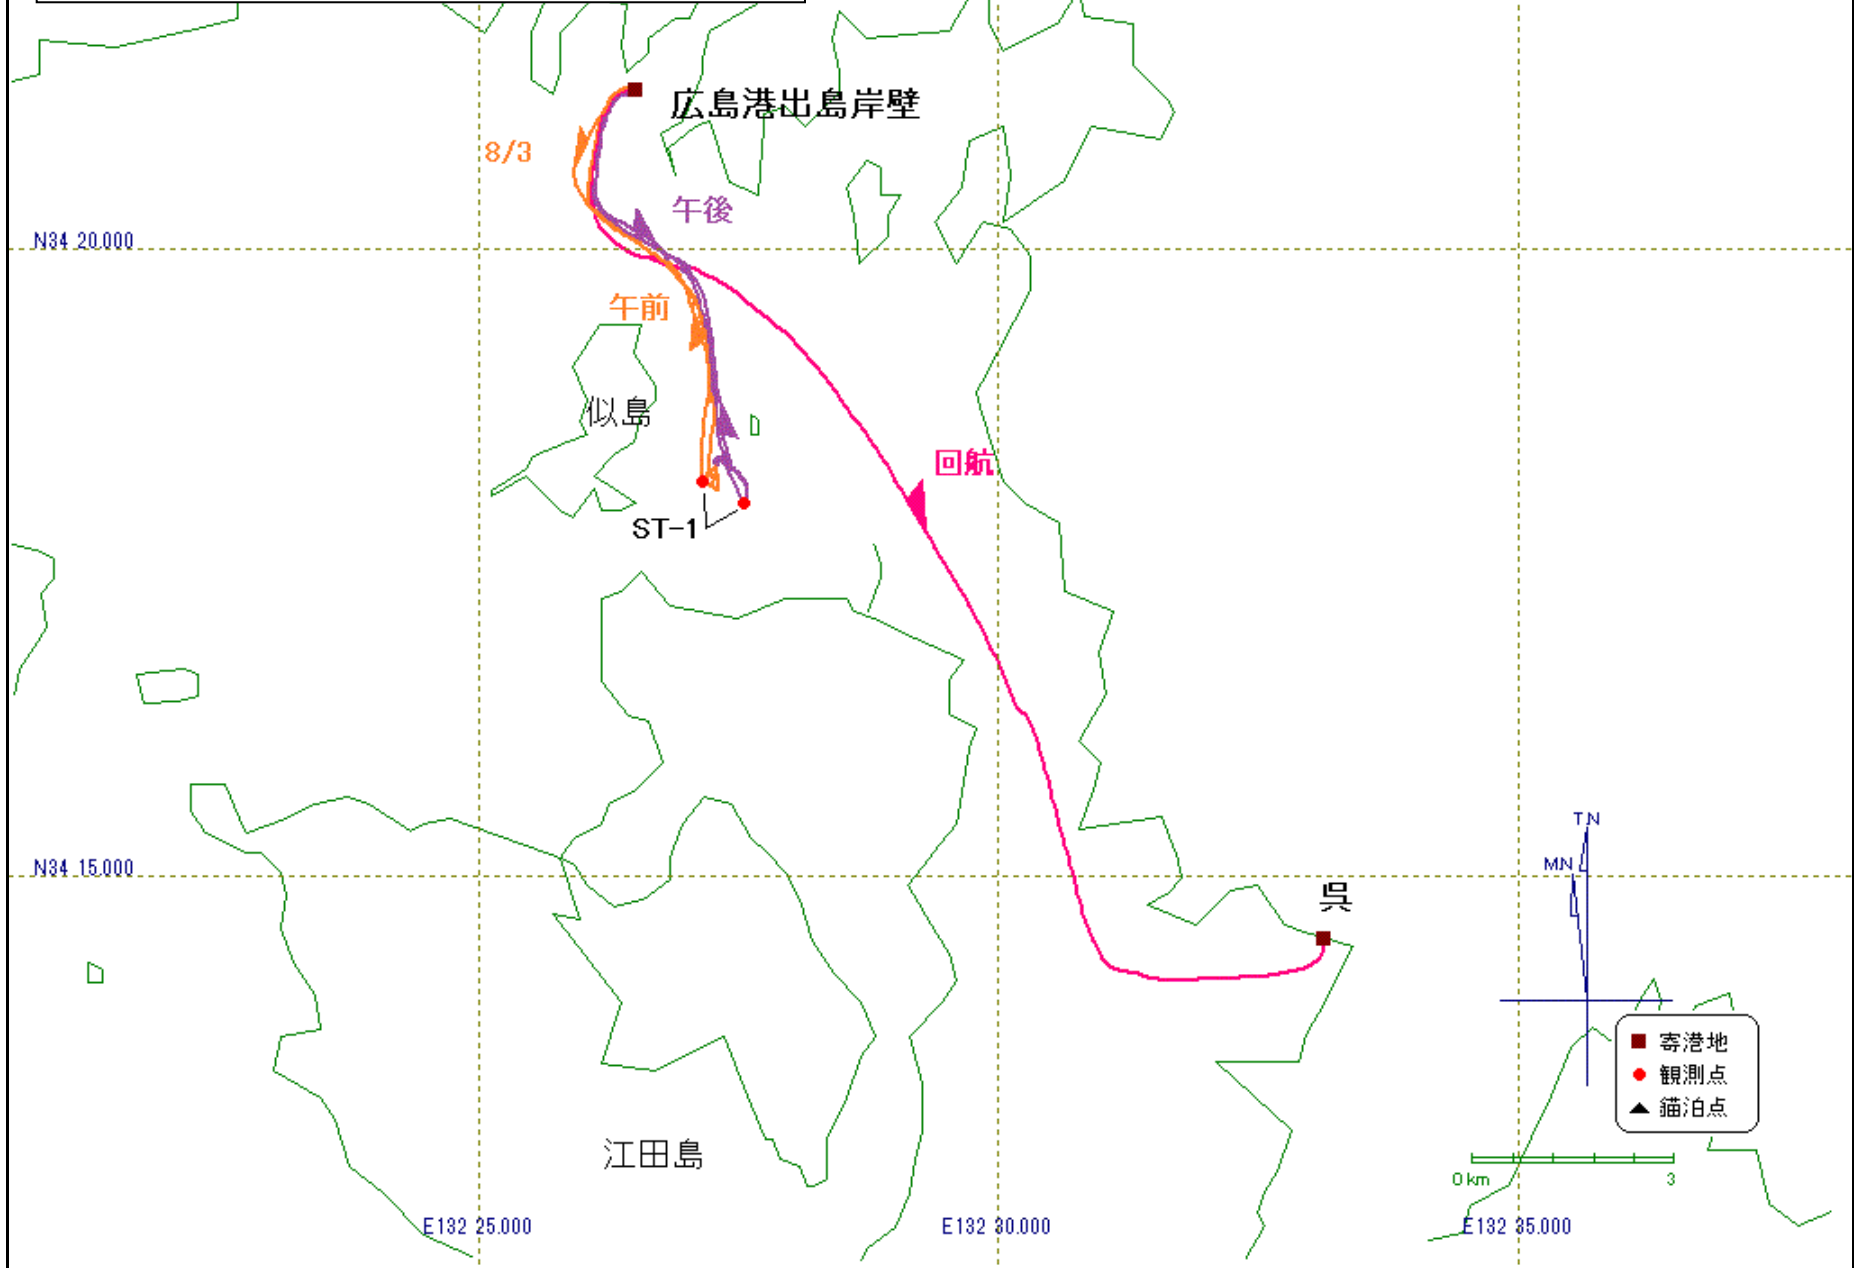 広島港出島岸壁
8/3
午後
N34 20.000
午前
似島
回航
ST-1
T.N
MN
N34 15.000
呉
寄港地
観測点
錨泊点
江田島
0 km 3
E132 25.000
E132 30.000
E132 35.000